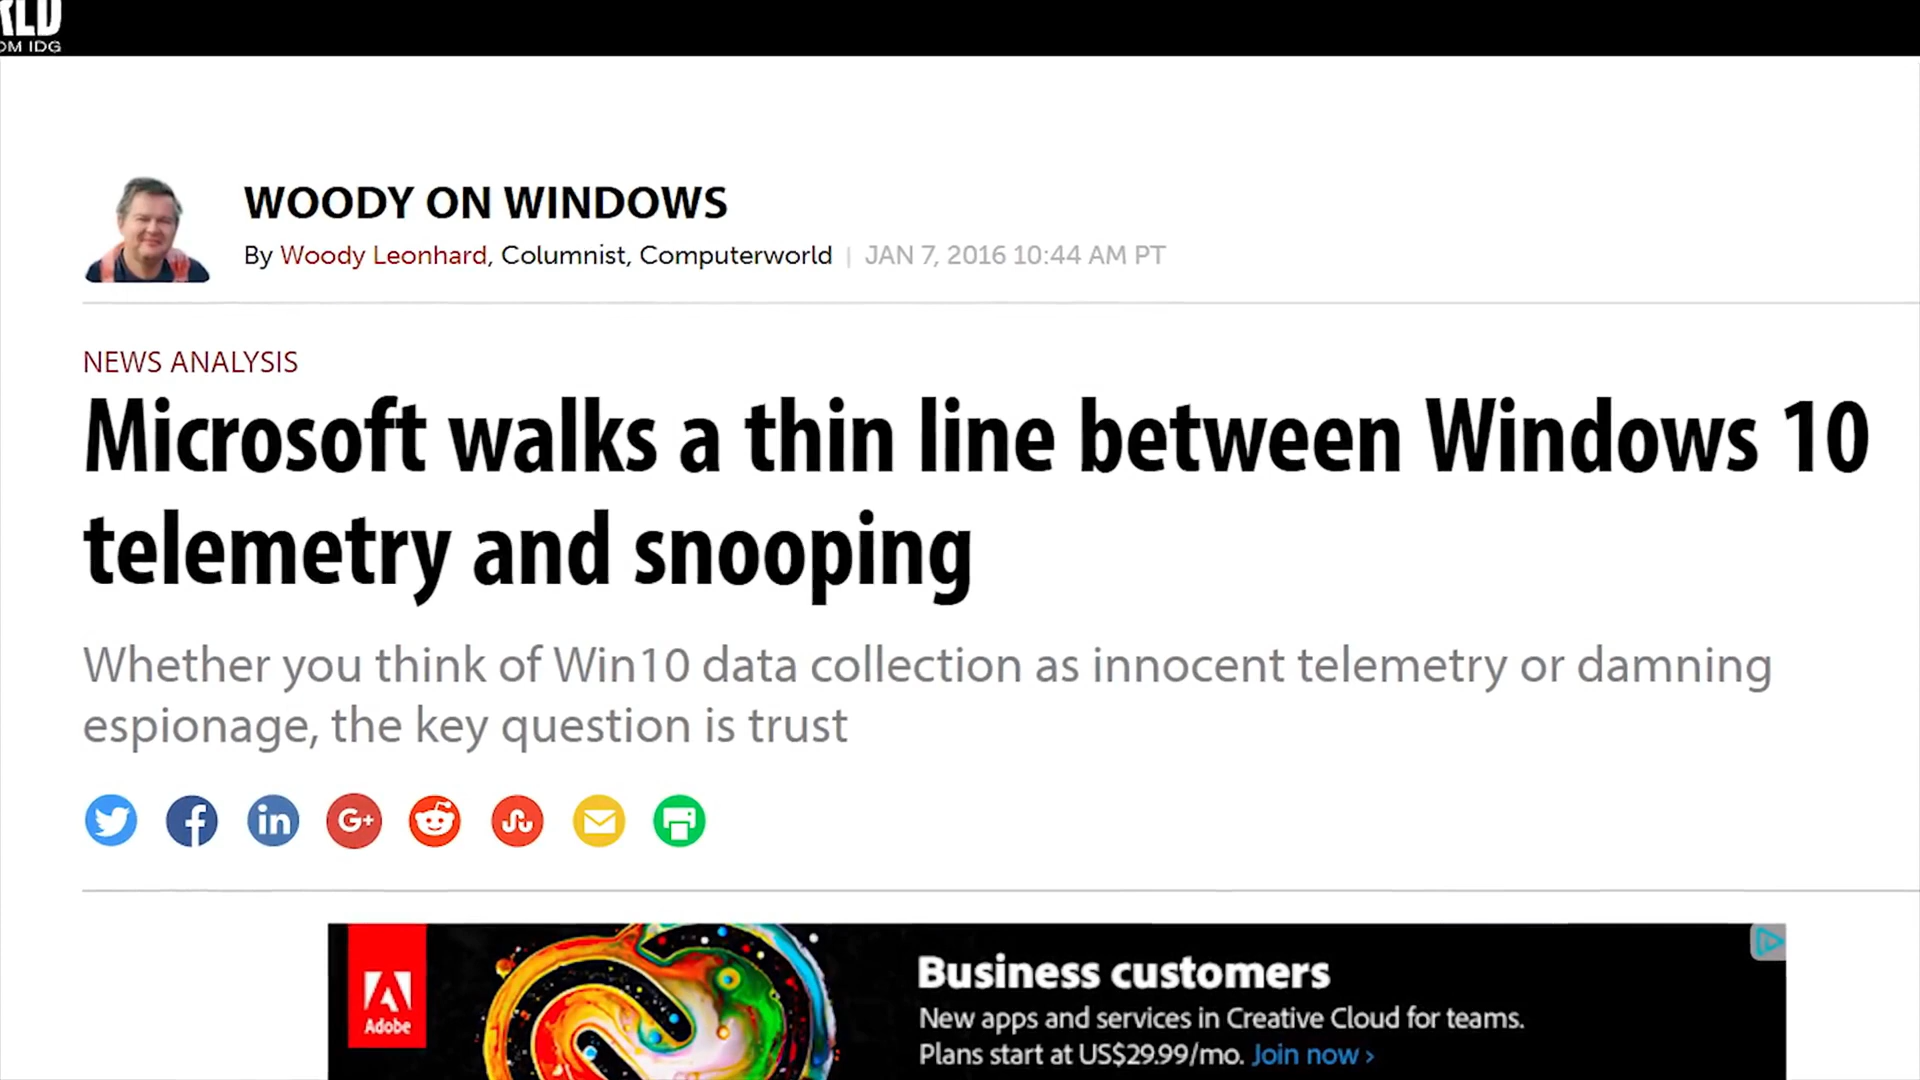 OM IDG
WOODY ON WINDOWS
By Woody Leonhard, Columnist, Computerworld | JAN 7, 2016 10:44 AM PT
NEWS ANALYSIS
Microsoft walks a thin line between Windows 10
telemetry and snooping
Whether you think of Win10 data collection as innocent telemetry or damning
espionage, the key question is trust
Adobe
Business customers
New apps and services in Creative Cloud for teams.
Plans start at US$29.99/mo. Join now ›